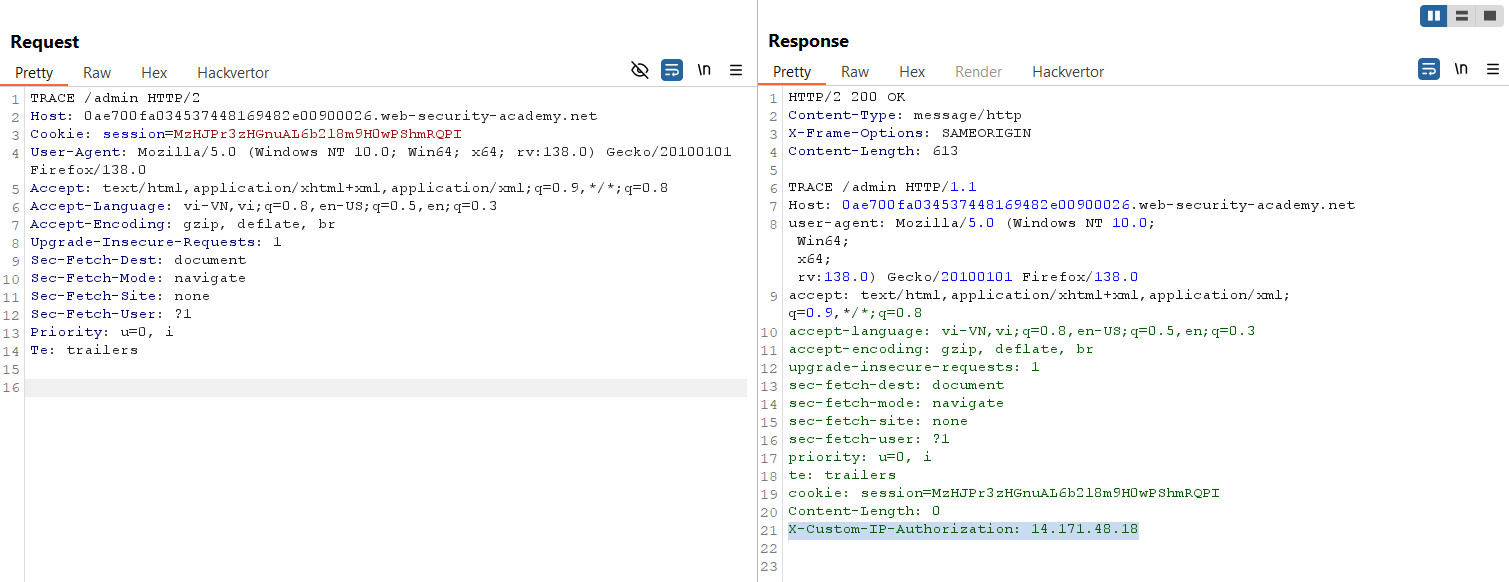 Request
Pretty Raw Hex Hackvertor \n
1 TRACE /admin HTTP/2
2 Host: 0ae700fa034537448169482e00900026.web-security-academy.net
3 Cookie: session=MzHJPr3zHGnuAL6b2l8m9H0wPShmRQPI
4 User-Agent: Mozilla/5.0 (Windows NT 10.0; Win64; x64; rv:138.0) Gecko/20100101
Firefox/138.0
5 Accept: text/html,application/xhtml+xml,application/xml;q=0.9,*/*;q=0.8
6 Accept-Language: vi-VN,vi;q=0.8,en-US;q=0.5,en;q=0.3
7 Accept-Encoding: gzip, deflate, br
8 Upgrade-Insecure-Requests: 1
9 Sec-Fetch-Dest: document
10 Sec-Fetch-Mode: navigate
11 Sec-Fetch-Site: none
12 Sec-Fetch-User: ?1
13 Priority: u=0, i
14 Te: trailers
15
16
Response
Pretty Raw Hex Render Hackvertor \n
1 HTTP/2 200 OK
2 Content-Type: message/http
3 X-Frame-Options: SAMEORIGIN
4 Content-Length: 613
5
6 TRACE /admin HTTP/1.1
7 Host: 0ae700fa034537448169482e00900026.web-security-academy.net
8 user-agent: Mozilla/5.0 (Windows NT 10.0;
Win64;
x64;
rv:138.0) Gecko/20100101 Firefox/138.0
9 accept: text/html,application/xhtml+xml,application/xml;
q=0.9,*/*;q=0.8
10 accept-language: vi-VN,vi;q=0.8,en-US;q=0.5,en;q=0.3
11 accept-encoding: gzip, deflate, br
12 upgrade-insecure-requests: 1
13 sec-fetch-dest: document
14 sec-fetch-mode: navigate
15 sec-fetch-site: none
16 sec-fetch-user: ?1
17 priority: u=0, i
18 te: trailers
19 cookie: session=MzHJPr3zHGnuAL6b2l8m9H0wPShmRQPI
20 Content-Length: 0
21 X-Custom-IP-Authorization: 14.171.48.18
22
23